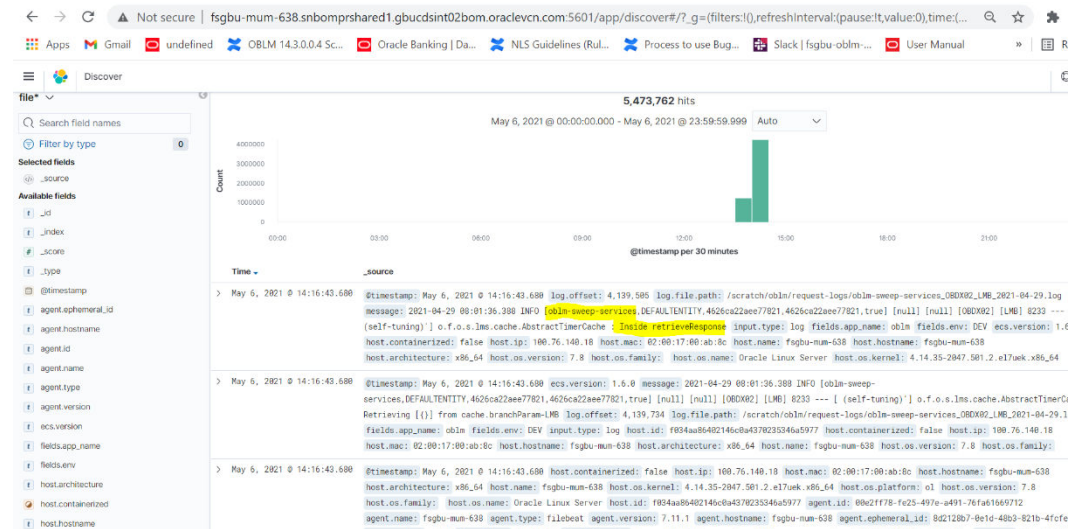 Not secure | fsgbu-mum-638.snbomprshared1.gbucdsint02bom.oraclevcn.com:5601/app/discover#/?_g=(filters:!(),refreshInterval:(pause:!t,value:0),time:(...
Apps Gmail undefined OBLM 14.3.0.0.4 Sc... Oracle Banking | Da... NLS Guidelines (Rul... Process to use Bug... Slack | fsgbu-oblm-... User Manual » R
Discover
file*
Search field names
Filter by type 0
Selected fields
</> _source
Available fields
t _id
t _index
# _score
t _type
@timestamp
t agent.ephemeral_id
t agent.hostname
t agent.id
t agent.name
t agent.type
t agent.version
t ecs.version
t fields.app_name
t fields.env
t host.architecture
host.containerized
t host.hostname
5,473,762 hits
May 6, 2021 @ 00:00:00.000 - May 6, 2021 @ 23:59:59.999 Auto
Count
4000000
3000000
2000000
1000000
0
00:00 03:00 06:00 09:00 12:00 15:00 18:00 21:00
@timestamp per 30 minutes
Time _source
> May 6, 2021 @ 14:16:43.680 @timestamp: May 6, 2021 @ 14:16:43.680 log.offset: 4,139,505 log.file.path: /scratch/oblm/request-logs/oblm-sweep-services_OBDX02_LMB_2021-04-29.log
message: 2021-04-29 08:01:36.388 INFO [oblm-sweep-services,DEFAULTENTITY,4626ca22aee77821,4626ca22aee77821,true] [null] [null] [OBDX02] [LMB] 8233 ---
(self-tuning)'] o.f.o.s.lms.cache.AbstractTimerCache : Inside retrieveResponse input.type: log fields.app_name: oblm fields.env: DEV ecs.version: 1.6
host.containerized: false host.ip: 100.76.140.18 host.mac: 02:00:17:00:ab:8c host.name: fsgbu-mum-638 host.hostname: fsgbu-mum-638
host.architecture: x86_64 host.os.version: 7.8 host.os.family: host.os.name: Oracle Linux Server host.os.kernel: 4.14.35-2047.501.2.el7uek.x86_64
> May 6, 2021 @ 14:16:43.680 @timestamp: May 6, 2021 @ 14:16:43.680 ecs.version: 1.6.0 message: 2021-04-29 08:01:36.388 INFO [oblm-sweep-
services,DEFAULTENTITY,4626ca22aee77821,4626ca22aee77821,true] [null] [null] [OBDX02] [LMB] 8233 --- [ (self-tuning)'] o.f.o.s.lms.cache.AbstractTimerCa
Retrieving [{}] from cache.branchParam-LMB log.offset: 4,139,734 log.file.path: /scratch/oblm/request-logs/oblm-sweep-services_OBDX02_LMB_2021-04-29.l
fields.app_name: oblm fields.env: DEV input.type: log host.id: f034aa86402146c0a4370235346a5977 host.containerized: false host.ip: 100.76.140.18
host.mac: 02:00:17:00:ab:8c host.hostname: fsgbu-mum-638 host.architecture: x86_64 host.name: fsgbu-mum-638 host.os.version: 7.8 host.os.family:
> May 6, 2021 @ 14:16:43.680 @timestamp: May 6, 2021 @ 14:16:43.680 host.containerized: false host.ip: 100.76.140.18 host.mac: 02:00:17:00:ab:8c host.hostname: fsgbu-mum-638
host.architecture: x86_64 host.name: fsgbu-mum-638 host.os.kernel: 4.14.35-2047.501.2.el7uek.x86_64 host.os.platform: ol host.os.version: 7.8
host.os.family: host.os.name: Oracle Linux Server host.id: f034aa86402146c0a4370235346a5977 agent.id: 00e2ff78-fe25-497e-a491-76fa61669712
agent.name: fsgbu-mum-638 agent.type: filebeat agent.version: 7.11.1 agent.hostname: fsgbu-mum-638 agent.ephemeral_id: 8d2128b7-0e1d-48b3-821b-4fcfe